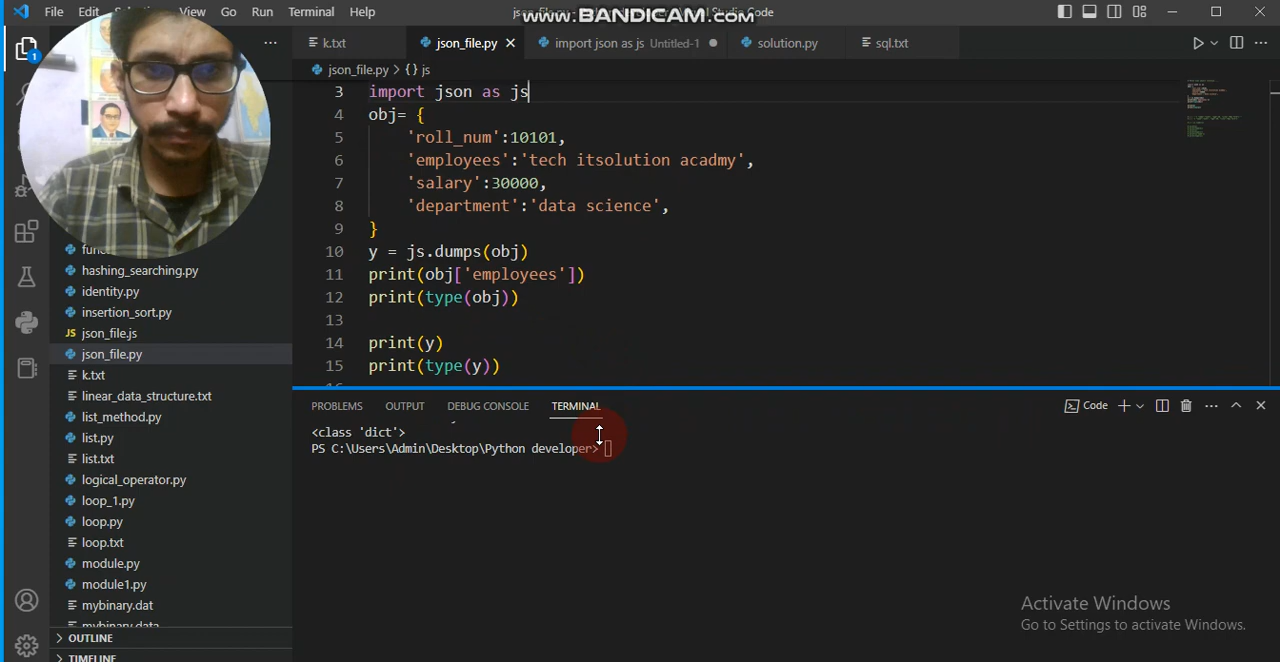 File Edit View Go Run Terminal Help
www.BANDICAM.com
k.txt
json_file.py
import json as js Untitled-1
solution.py
sql.txt
json_file.py > {} js
3 import json as js
4 obj= {
5 'roll_num':10101,
6 'employees':'tech itsolution acadmy',
7 'salary':30000,
8 'department':'data science',
9 }
10 y = js.dumps(obj)
11 print(obj['employees'])
12 print(type(obj))
13
14 print(y)
15 print(type(y))
1
hashing_searching.py
identity.py
insertion_sort.py
JS json_file.js
json_file.py
k.txt
linear_data_structure.txt
list_method.py
list.py
list.txt
logical_operator.py
loop_1.py
loop.py
loop.txt
module.py
module1.py
mybinary.dat
mybinary.data
OUTLINE
TIMELINE
PROBLEMS OUTPUT DEBUG CONSOLE TERMINAL
Code
<class 'dict'>
PS C:\Users\Admin\Desktop\Python developer>
Activate Windows
Go to Settings to activate Windows.